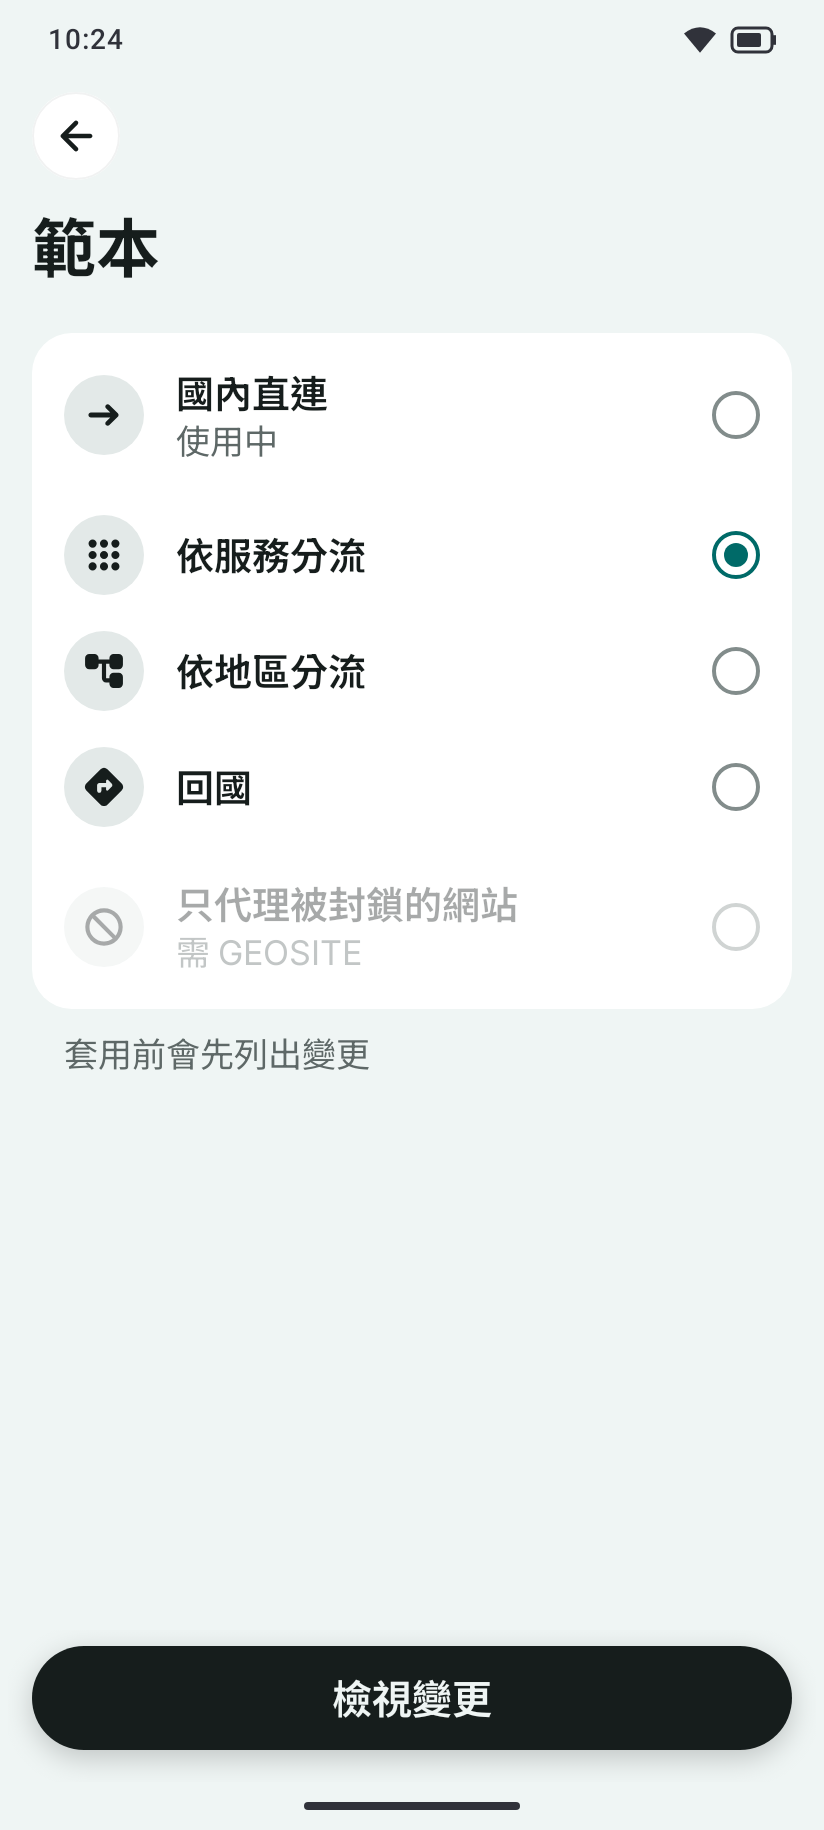 10:24
範本
國內直連
使用中
依服務分流
依地區分流
回國
只代理被封鎖的網站
需 GEOSITE
套用前會先列出變更
檢視變更